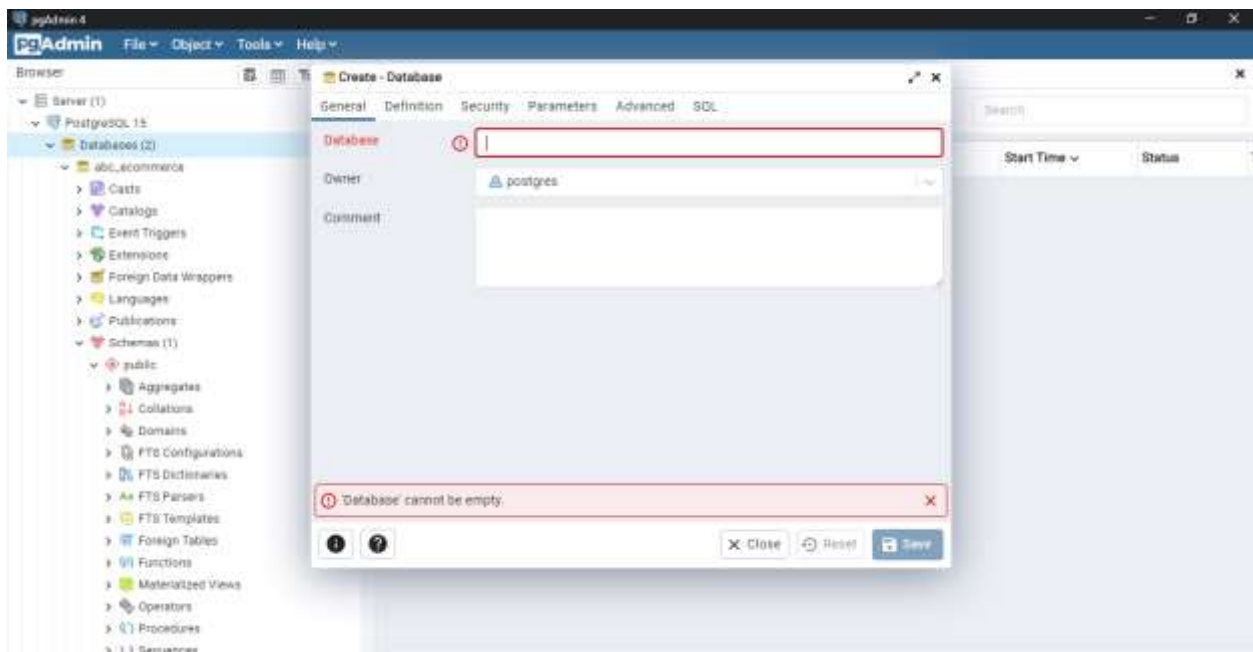 pgAdmin 4
pgAdmin File Object Tools Help
Browser
Server (1)
PostgreSQL 15
Databases (2)
abc_ecommerce
Casts
Catalogs
Event Triggers
Extensions
Foreign Data Wrappers
Languages
Publications
Schemas (1)
public
Aggregates
Collations
Domains
FTS Configurations
FTS Dictionaries
FTS Parsers
FTS Templates
Foreign Tables
Functions
Materialized Views
Operators
Procedures
Sequences
Create - Database
General Definition Security Parameters Advanced SQL
Database
Owner postgres
Comment
'Database' cannot be empty.
Close Reset Save
Search
Start Time Status